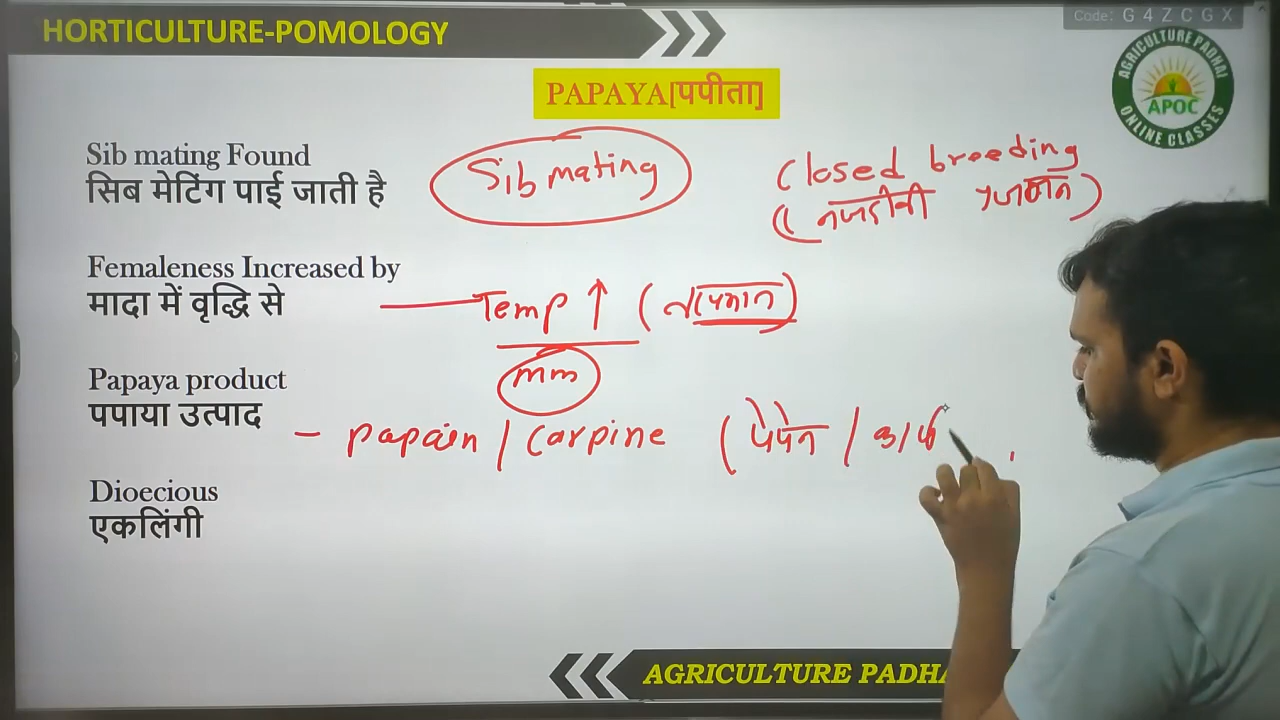 Code: G 4 Z C G X
HORTICULTURE-POMOLOGY
AGRICULTURE PADHAI
APOC
ONLINE CLASSES
PAPAYA[पपीता]
Sib mating Found
सिब मेटिंग पाई जाती है
Sib mating
Closed breeding
(नजदीकी प्रजनन)
Femaleness Increased by
मादा में वृद्धि से
Temp ↑ (तापमान)
mm
Papaya product
पपाया उत्पाद
- papain / Carpine (पेपेन /
Dioecious
एकलिंगी
AGRICULTURE PADHA